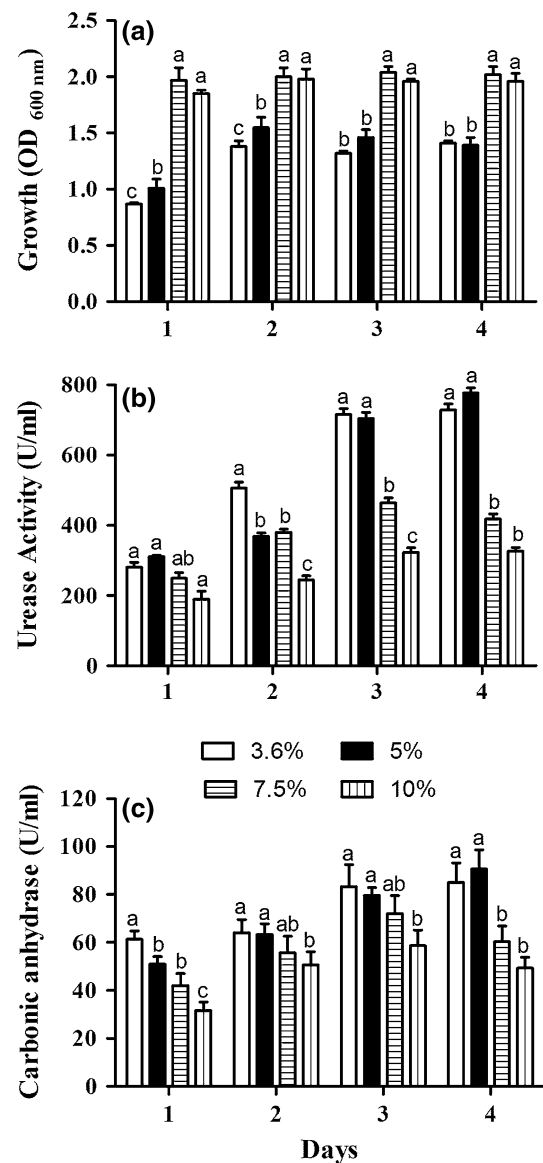 (a)
Growth (OD 600 nm)
2.5
2.0
1.5
1.0
0.5
0.0
c b a a
c b a a
b b a a
b b a a
1 2 3 4
(b)
Urease Activity (U/ml)
800
600
400
200
0
a a ab a
a b b c
a a b c
a a b b
1 2 3 4
3.6% 5%
7.5% 10%
(c)
Carbonic anhydrase (U/ml)
120
100
80
60
40
20
0
a b b c
a a ab b
a a ab b
a a b b
1 2 3 4
Days